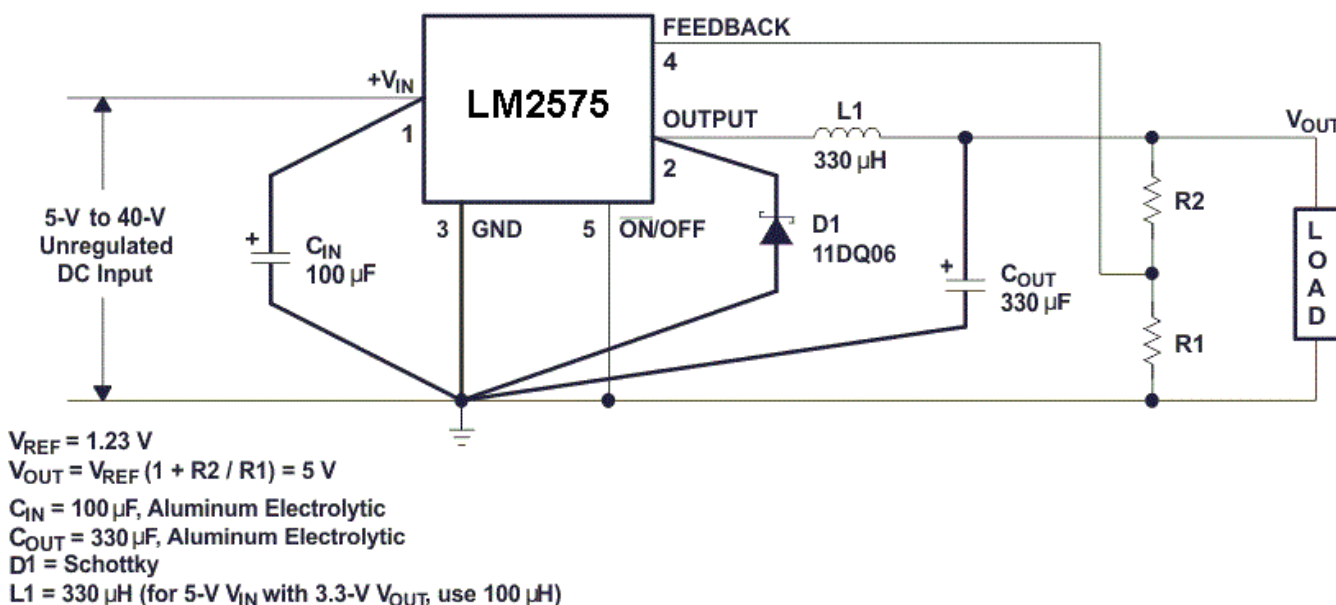 FEEDBACK
4
+VIN
LM2575
1
OUTPUT
2
L1
330 µH
VOUT
R2
5-V to 40-V
Unregulated
DC Input
+
CIN
100 µF
3 GND
5 ON/OFF
D1
11DQ06
+
COUT
330 µF
R1
LOAD
VREF = 1.23 V
VOUT = VREF (1 + R2 / R1) = 5 V
CIN = 100 µF, Aluminum Electrolytic
COUT = 330 µF, Aluminum Electrolytic
D1 = Schottky
L1 = 330 µH (for 5-V VIN with 3.3-V VOUT, use 100 µH)